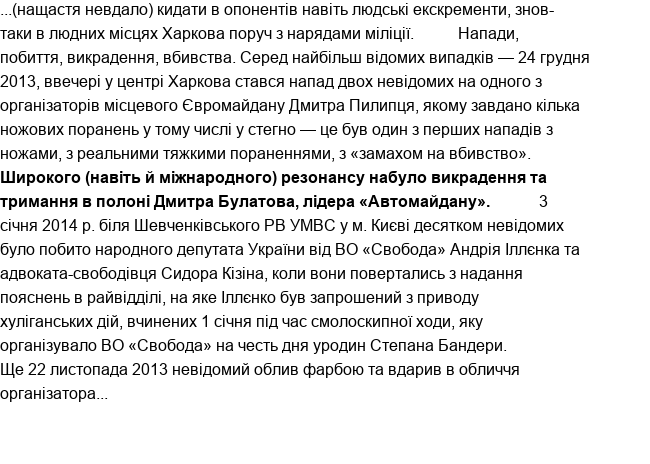 ...(нащастя невдало) кидати в опонентів навіть людські екскременти, знов-
таки в людних місцях Харкова поруч з нарядами міліції. Напади,
побиття, викрадення, вбивства. Серед найбільш відомих випадків — 24 грудня
2013, ввечері у центрі Харкова стався напад двох невідомих на одного з
організаторів місцевого Євромайдану Дмитра Пилипця, якому завдано кілька
ножових поранень у тому числі у стегно — це був один з перших нападів з
ножами, з реальними тяжкими пораненнями, з «замахом на вбивство».
Широкого (навіть й міжнародного) резонансу набуло викрадення та
тримання в полоні Дмитра Булатова, лідера «Автомайдану». 3
січня 2014 р. біля Шевченківського РВ УМВС у м. Києві десятком невідомих
було побито народного депутата України від ВО «Свобода» Андрія Іллєнка та
адвоката-свободівця Сидора Кізіна, коли вони повертались з надання
пояснень в райвідділі, на яке Іллєнко був запрошений з приводу
хуліганських дій, вчинених 1 січня під час смолоскипної ходи, яку
організувало ВО «Свобода» на честь дня уродин Степана Бандери.
Ще 22 листопада 2013 невідомий облив фарбою та вдарив в обличчя
організатора...